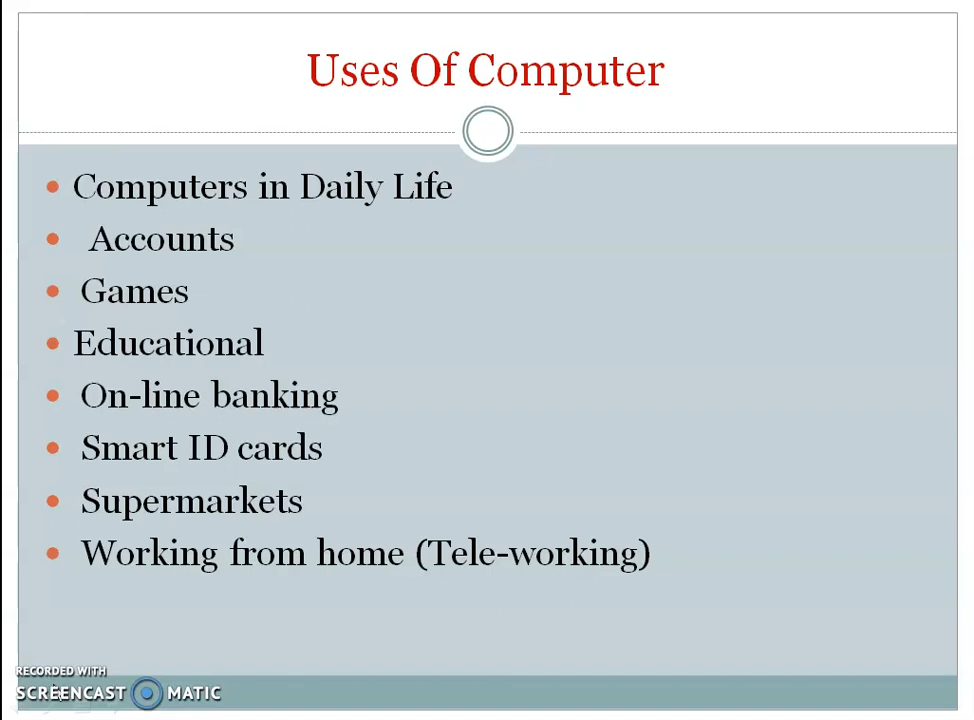 Uses Of Computer
Computers in Daily Life
Accounts
Games
Educational
On-line banking
Smart ID cards
Supermarkets
Working from home (Tele-working)
RECORDED WITH
SCREENCAST MATIC